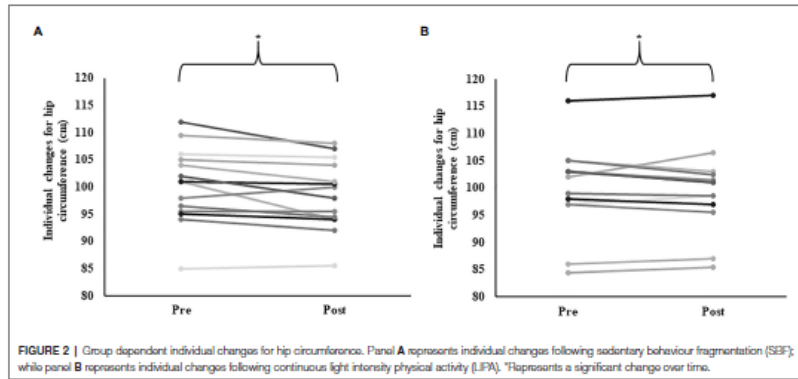 A
*
Individual changes for hip
circumference (cm)
120
115
110
105
100
95
90
85
80
Pre
Post
B
*
Individual changes for hip
circumference (cm)
120
115
110
105
100
95
90
85
80
Pre
Post
FIGURE 2 | Group dependent individual changes for hip circumference. Panel A represents individual changes following sedentary behaviour fragmentation (SBF);
while panel B represents individual changes following continuous light intensity physical activity (LIPA). *Represents a significant change over time.